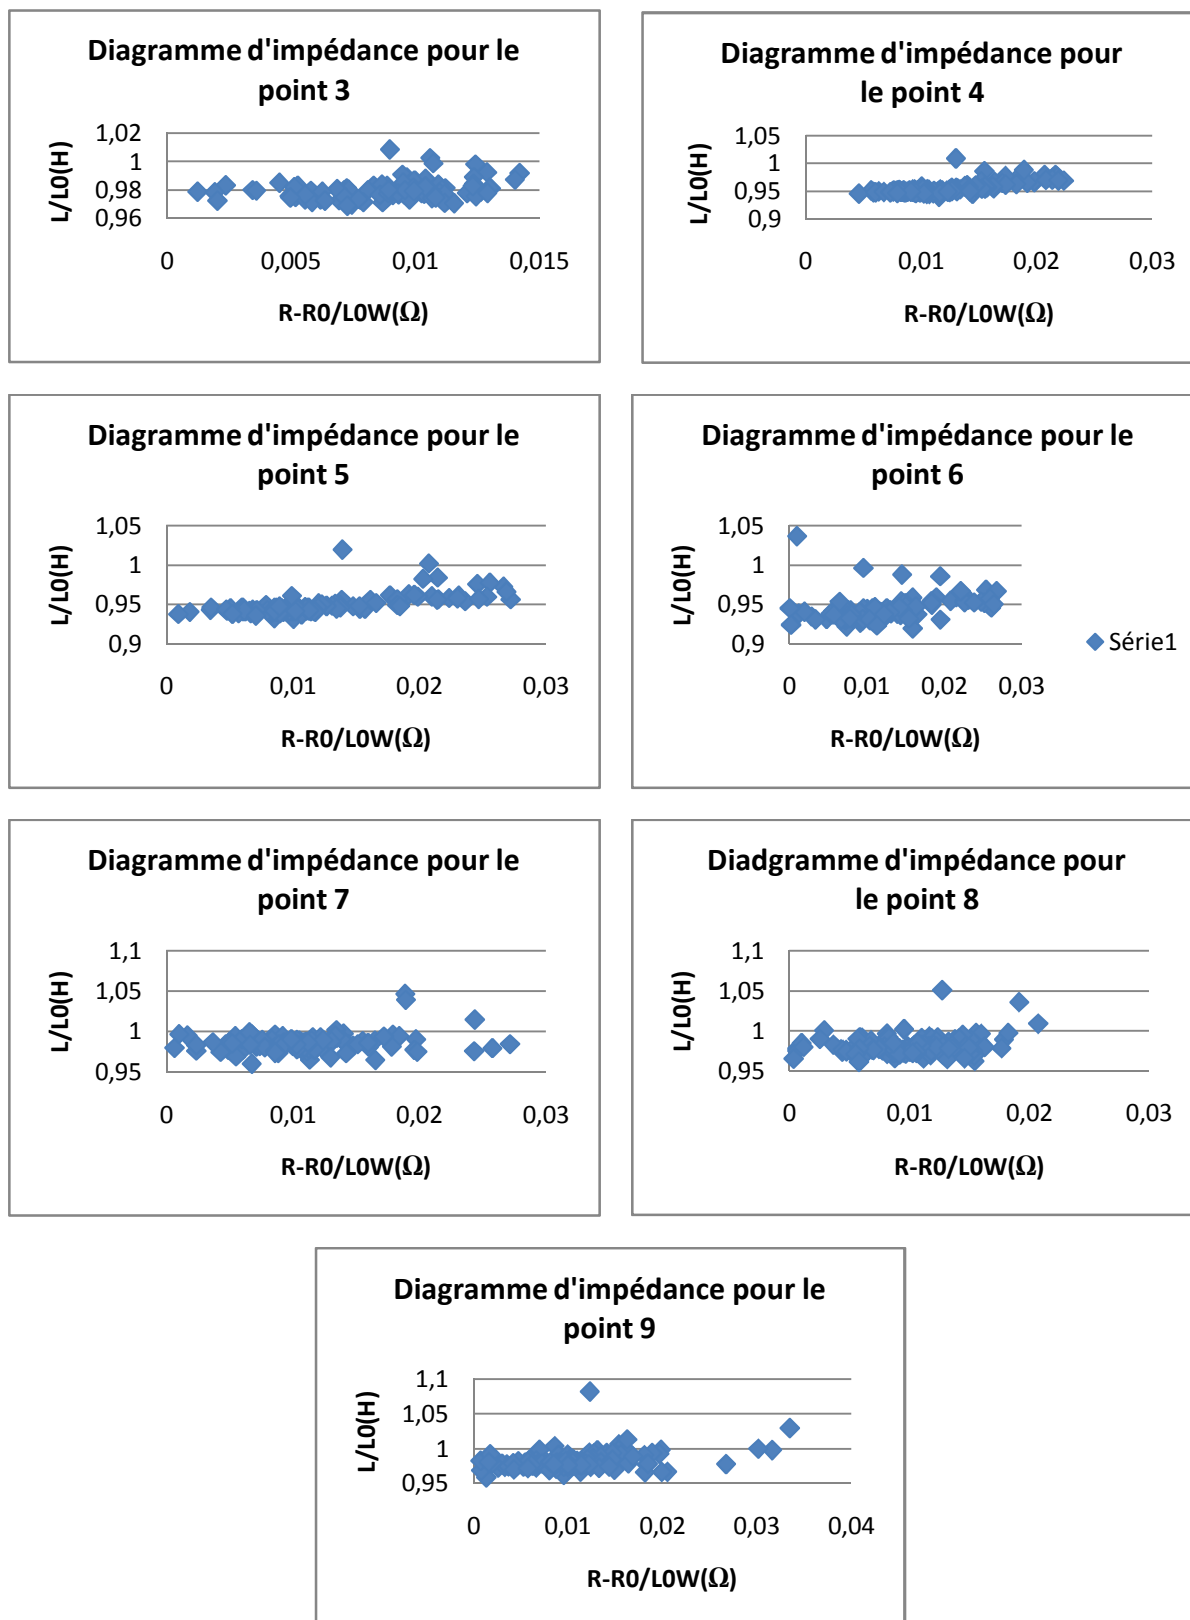 Diagramme d'impédance pour le
point 3
L/L0(H)
1,02
1
0,98
0,96
0
0,005
0,01
0,015
R-R0/L0W(Ω)
Diagramme d'impédance pour
le point 4
L/L0(H)
1,05
1
0,95
0,9
0
0,01
0,02
0,03
R-R0/L0W(Ω)
Diagramme d'impédance pour le
point 5
L/L0(H)
1,05
1
0,95
0,9
0
0,01
0,02
0,03
R-R0/L0W(Ω)
Diagramme d'impédance pour le
point 6
L/L0(H)
1,05
1
0,95
0,9
0
0,01
0,02
0,03
R-R0/L0W(Ω)
Série1
Diagramme d'impédance pour le
point 7
L/L0(H)
1,1
1,05
1
0,95
0
0,01
0,02
0,03
R-R0/L0W(Ω)
Diadgramme d'impédance pour
le point 8
L/L0(H)
1,1
1,05
1
0,95
0
0,01
0,02
0,03
R-R0/L0W(Ω)
Diagramme d'impédance pour le
point 9
L/L0(H)
1,1
1,05
1
0,95
0
0,01
0,02
0,03
0,04
R-R0/L0W(Ω)